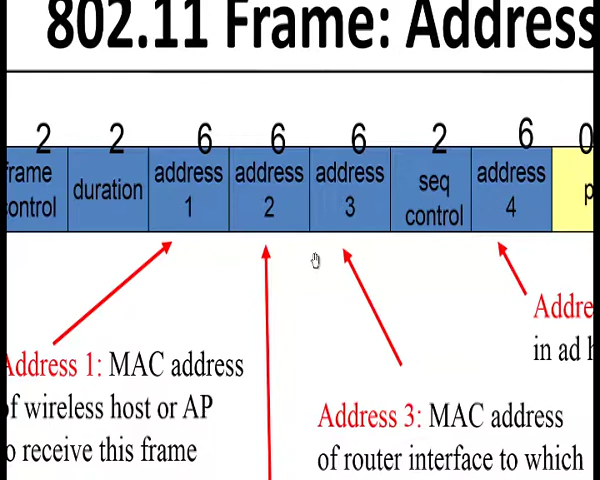 802.11 Frame: Address
2 2 6 6 6 2 6 0
frame control
duration
address 1
address 2
address 3
seq control
address 4
p
Addre
in ad h
Address 1: MAC address
of wireless host or AP
o receive this frame
Address 3: MAC address
of router interface to which